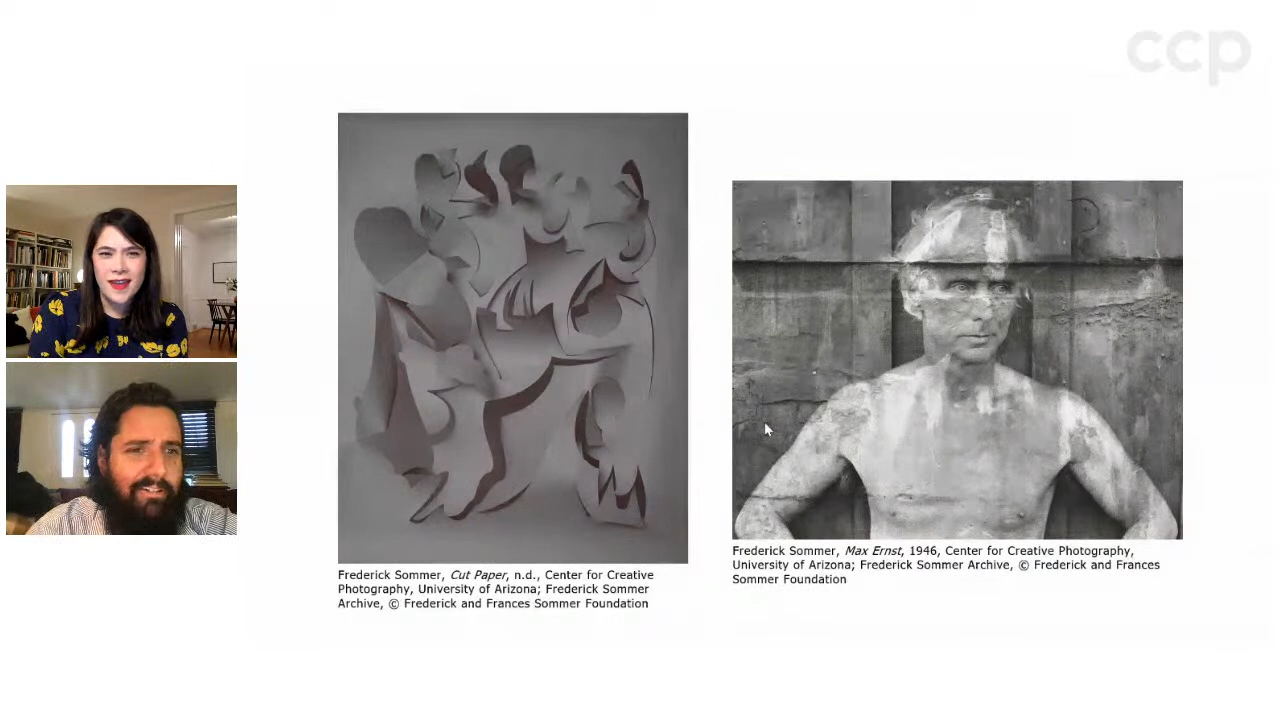 ccp
Frederick Sommer, Cut Paper, n.d., Center for Creative
Photography, University of Arizona; Frederick Sommer
Archive, © Frederick and Frances Sommer Foundation
Frederick Sommer, Max Ernst, 1946, Center for Creative Photography,
University of Arizona; Frederick Sommer Archive, © Frederick and Frances
Sommer Foundation